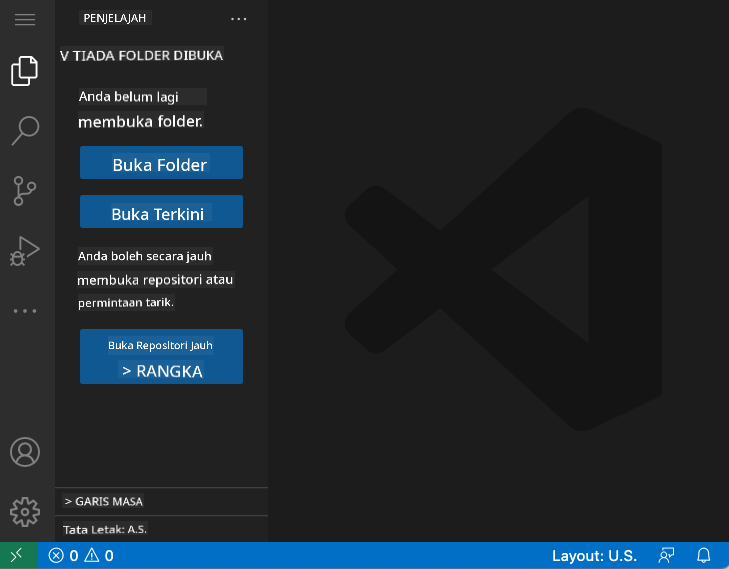 PENJELAJAH
V TIADA FOLDER DIBUKA
Anda belum lagi
membuka folder.
Buka Folder
Buka Terkini
Anda boleh secara jauh
membuka repositori atau
permintaan tarik.
Buka Repositori Jauh
> RANGKA
> GARIS MASA
Tata Letak: A.S.
0 0 Layout: U.S.